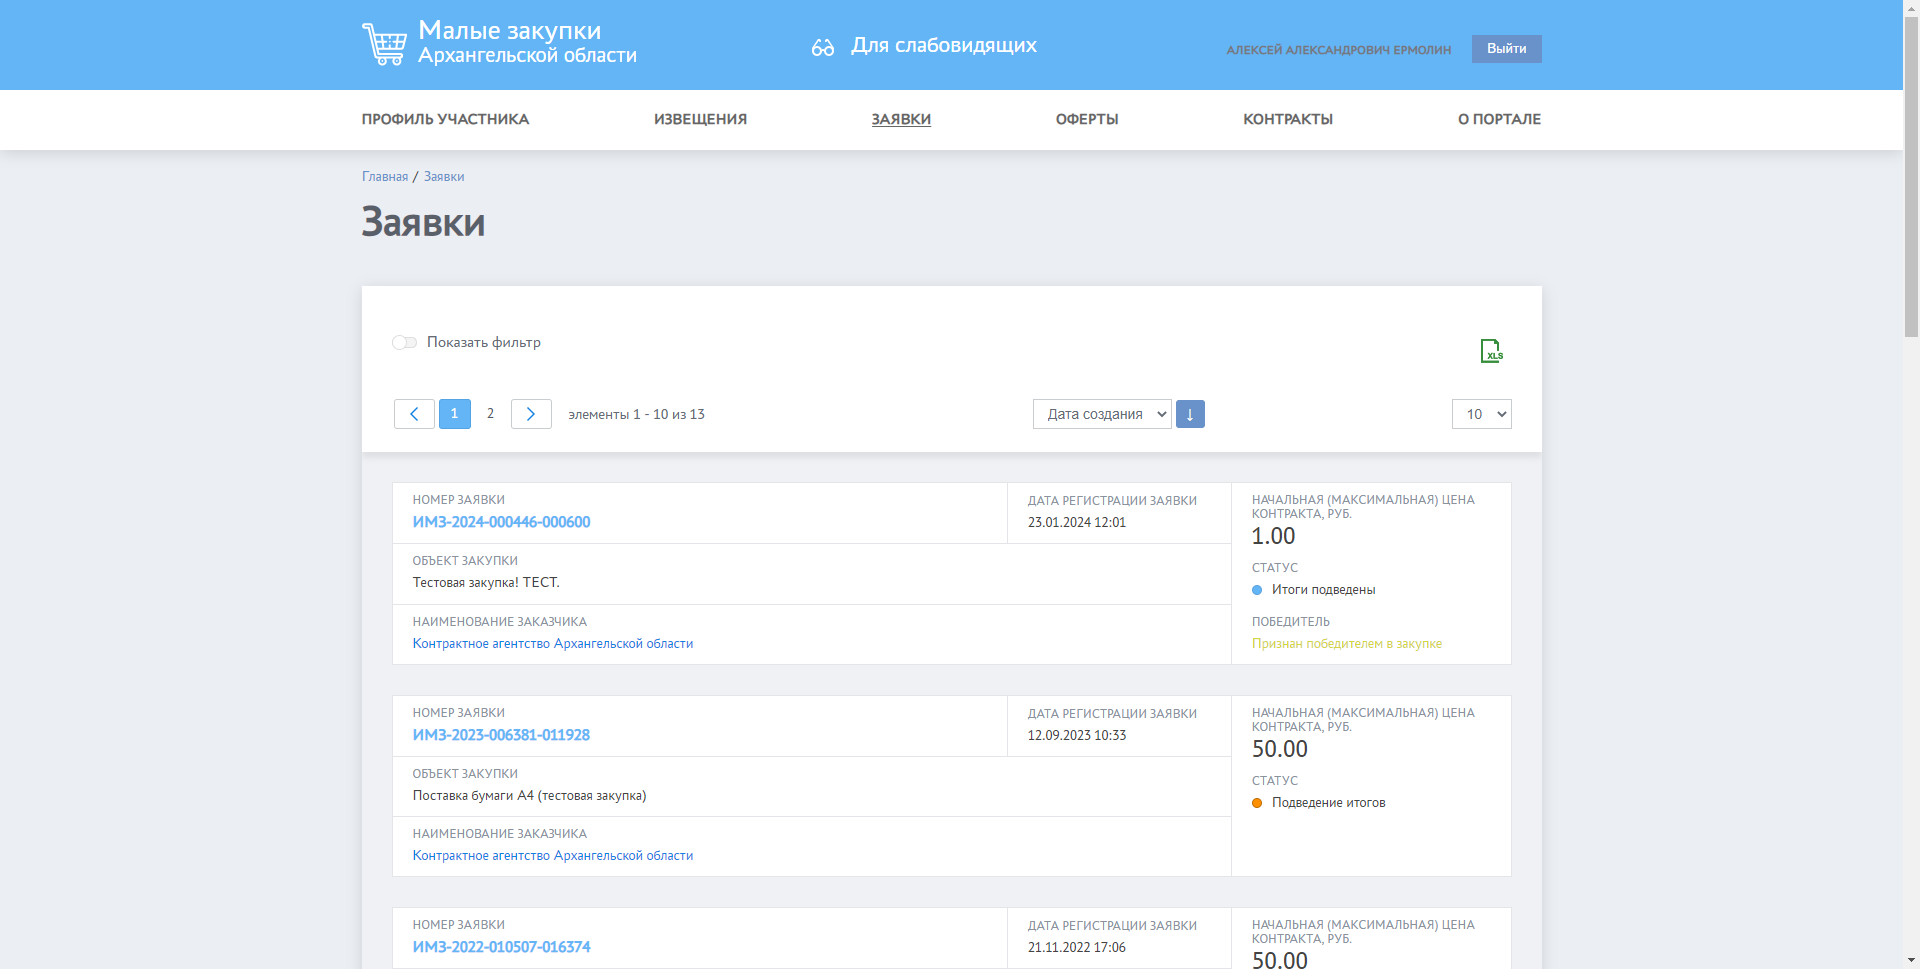 Малые закупки
Архангельской области
Для слабовидящих
АЛЕКСЕЙ АЛЕКСАНДРОВИЧ ЕРМОЛИН
Выйти
ПРОФИЛЬ УЧАСТНИКА
ИЗВЕЩЕНИЯ
ЗАЯВКИ
ОФЕРТЫ
КОНТРАКТЫ
О ПОРТАЛЕ
Главная / Заявки
Заявки
Показать фильтр
XLS
1
2
элементы 1 - 10 из 13
Дата создания
↓
10
НОМЕР ЗАЯВКИ
ИМЗ-2024-000446-000600
ДАТА РЕГИСТРАЦИИ ЗАЯВКИ
23.01.2024 12:01
НАЧАЛЬНАЯ (МАКСИМАЛЬНАЯ) ЦЕНА
КОНТРАКТА, РУБ.
1.00
ОБЪЕКТ ЗАКУПКИ
Тестовая закупка! ТЕСТ.
СТАТУС
Итоги подведены
НАИМЕНОВАНИЕ ЗАКАЗЧИКА
Контрактное агентство Архангельской области
ПОБЕДИТЕЛЬ
Признан победителем в закупке
НОМЕР ЗАЯВКИ
ИМЗ-2023-006381-011928
ДАТА РЕГИСТРАЦИИ ЗАЯВКИ
12.09.2023 10:33
НАЧАЛЬНАЯ (МАКСИМАЛЬНАЯ) ЦЕНА
КОНТРАКТА, РУБ.
50.00
ОБЪЕКТ ЗАКУПКИ
Поставка бумаги А4 (тестовая закупка)
СТАТУС
Подведение итогов
НАИМЕНОВАНИЕ ЗАКАЗЧИКА
Контрактное агентство Архангельской области
НОМЕР ЗАЯВКИ
ИМЗ-2022-010507-016374
ДАТА РЕГИСТРАЦИИ ЗАЯВКИ
21.11.2022 17:06
НАЧАЛЬНАЯ (МАКСИМАЛЬНАЯ) ЦЕНА
КОНТРАКТА, РУБ.
50.00